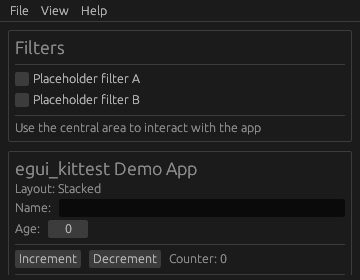 File View Help
Filters
Placeholder filter A
Placeholder filter B
Use the central area to interact with the app
egui_kittest Demo App
Layout: Stacked
Name:
Age: 0
Increment Decrement Counter: 0